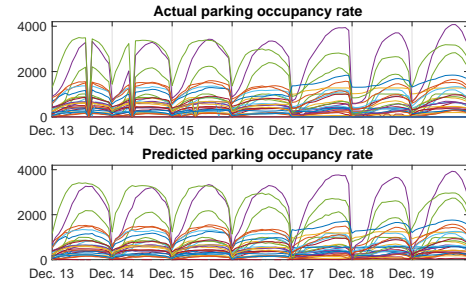 Actual parking occupancy rate
4000
2000
0
Dec. 13 Dec. 14 Dec. 15 Dec. 16 Dec. 17 Dec. 18 Dec. 19
Predicted parking occupancy rate
4000
2000
0
Dec. 13 Dec. 14 Dec. 15 Dec. 16 Dec. 17 Dec. 18 Dec. 19